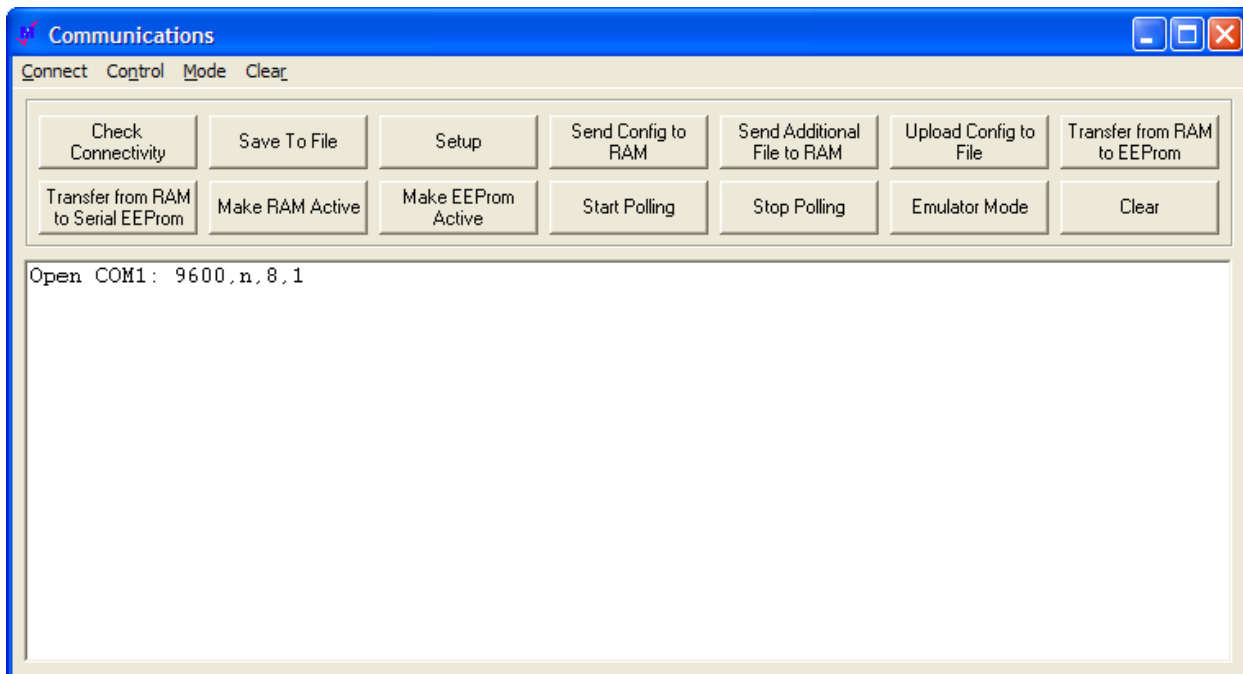 Communications
Connect Control Mode Clear
Check
Connectivity
Save To File
Setup
Send Config to
RAM
Send Additional
File to RAM
Upload Config to
File
Transfer from RAM
to EEProm
Transfer from RAM
to Serial EEProm
Make RAM Active
Make EEProm
Active
Start Polling
Stop Polling
Emulator Mode
Clear
Open COM1: 9600,n,8,1